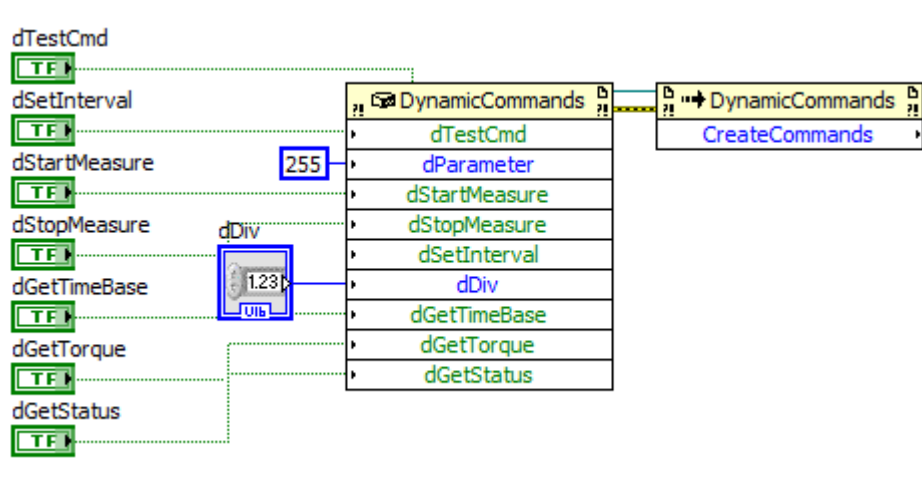 dTestCmd
TF
dSetInterval
TF
dStartMeasure
TF
dStopMeasure
TF
dGetTimeBase
TF
dGetTorque
TF
dGetStatus
TF
255
dDiv
1.23
U16
?! DynamicCommands ?!
dTestCmd
dParameter
dStartMeasure
dStopMeasure
dSetInterval
dDiv
dGetTimeBase
dGetTorque
dGetStatus
?! DynamicCommands ?!
CreateCommands